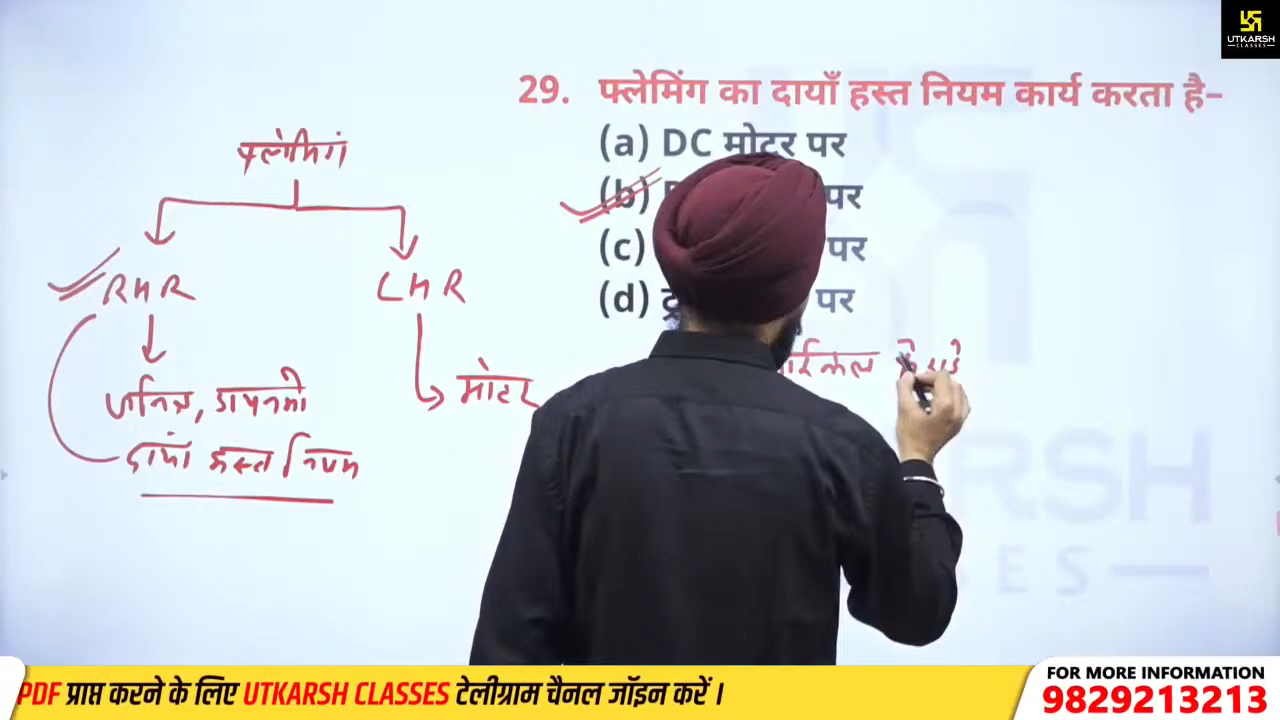 UTKARSH
CLASSES
29. फ्लेमिंग का दायाँ हस्त नियम कार्य करता है–
(a) DC मोटर पर
(b) पर
(c) पर
(d) पर
फ्लेमिंग
RHR
LHR
जनित्र, डायनमो
मोटर
दायां हस्त नियम
PDF प्राप्त करने के लिए UTKARSH CLASSES टेलीग्राम चैनल जॉइन करें ।
FOR MORE INFORMATION
9829213213